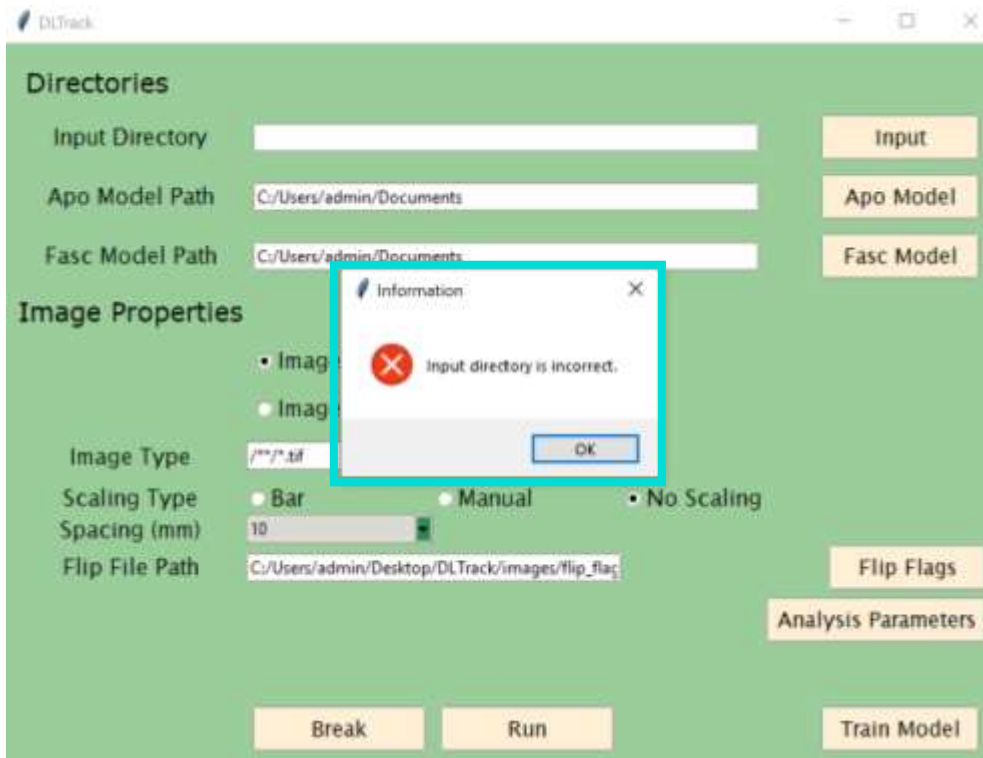 DLTrack
Directories
Input Directory
Input
Apo Model Path
C:/Users/admin/Documents
Apo Model
Fasc Model Path
C:/Users/admin/Documents
Fasc Model
Information
Image Properties
Input directory is incorrect.
Image
Imag
OK
Image Type
/**/*.tif
Scaling Type
Bar
Manual
No Scaling
Spacing (mm)
10
Flip File Path
C:/Users/admin/Desktop/DLTrack/images/flip_flag
Flip Flags
Analysis Parameters
Break
Run
Train Model